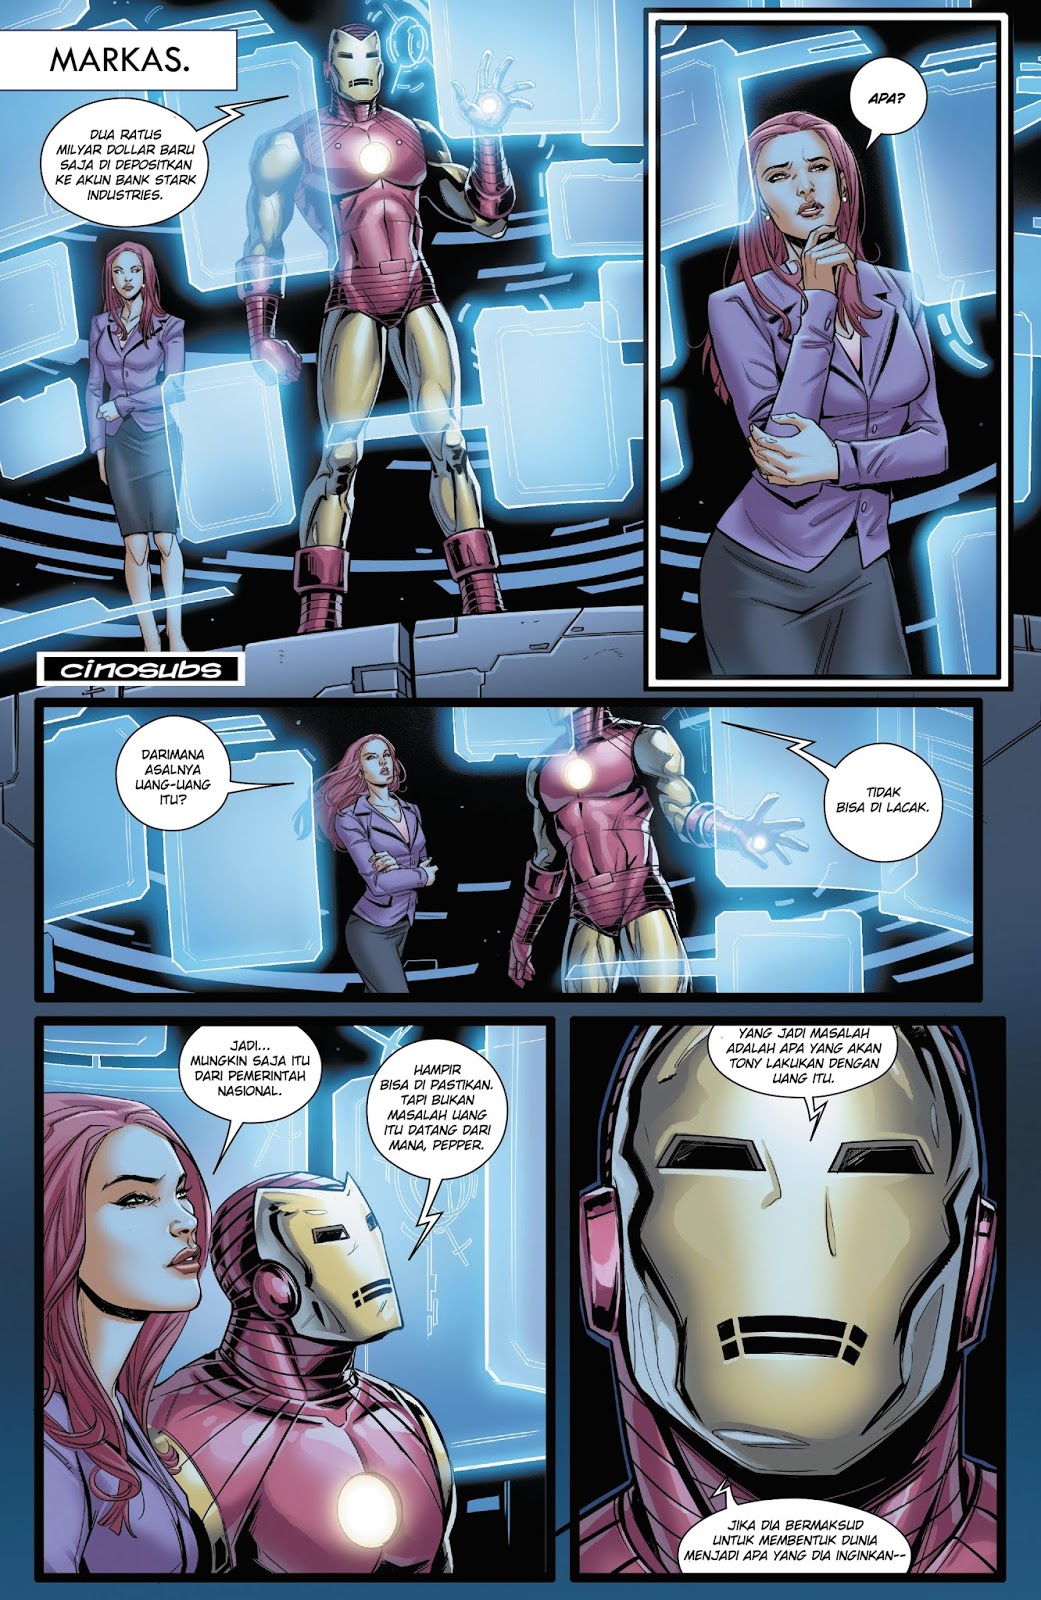 MARKAS.
DUA RATUS
MILYAR DOLLAR BARU
SAJA DI DEPOSITKAN
KE AKUN BANK STARK
INDUSTRIES.
APA?
cinosubs
DARIMANA
ASALNYA
UANG-UANG
ITU?
TIDAK
BISA DI LACAK.
JADI...
MUNGKIN SAJA ITU
DARI PEMERINTAH
NASIONAL.
HAMPIR
BISA DI PASTIKAN.
TAPI BUKAN
MASALAH UANG
ITU DATANG DARI
MANA, PEPPER.
YANG JADI MASALAH
ADALAH APA YANG AKAN
TONY LAKUKAN DENGAN
UANG ITU.
JIKA DIA BERMAKSUD
UNTUK MEMBENTUK DUNIA
MENJADI APA YANG DIA INGINKAN--